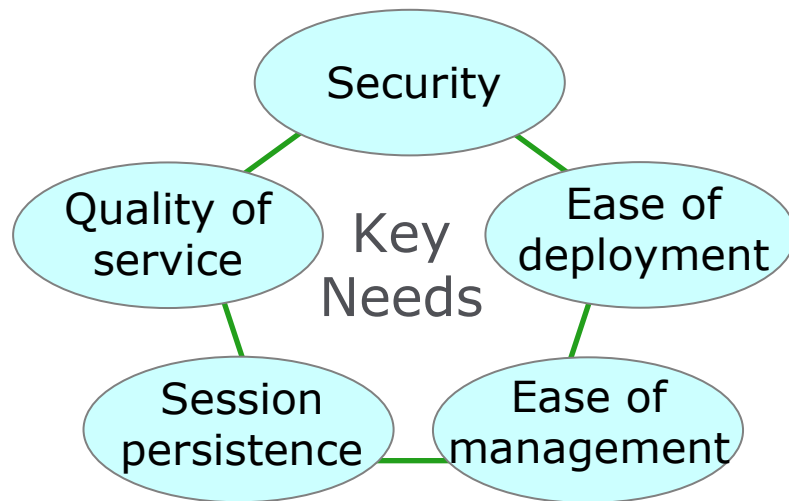 Security
Quality of
service
Key
Needs
Ease of
deployment
Session
persistence
Ease of
management